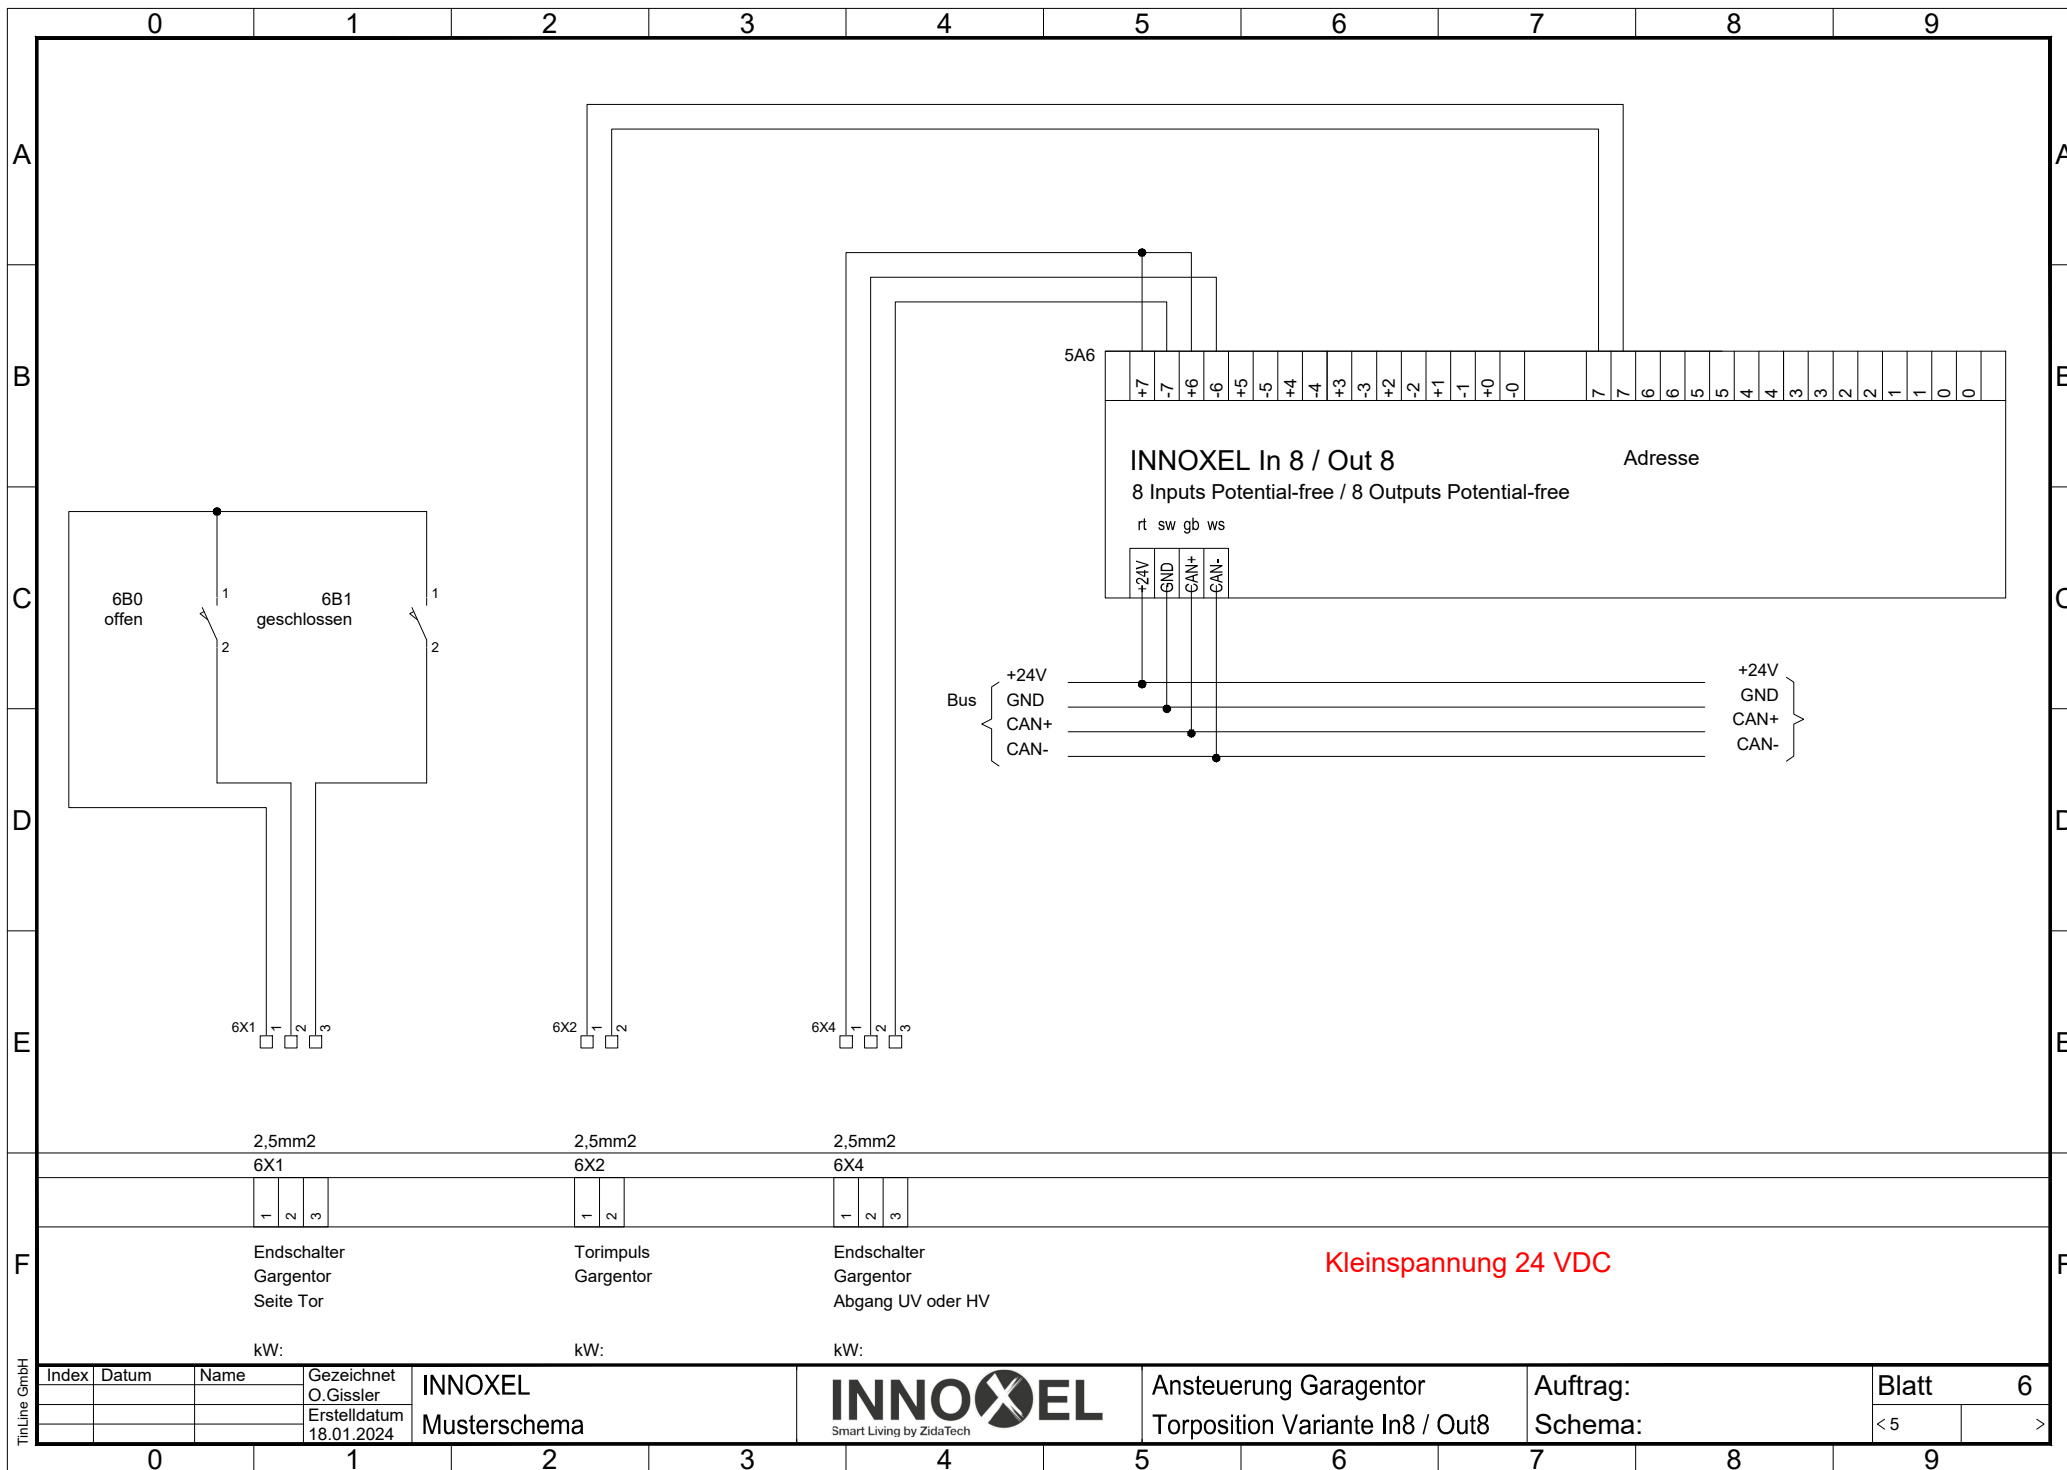 0 1 2 3 4 5 6 7 8 9
A A
B B
C C
D D
E E
F F
5A6
+7 -7 +6 -6 +5 -5 +4 -4 +3 -3 +2 -2 +1 -1 +0 -0 7 7 6 6 5 5 4 4 3 3 2 2 1 1 0 0
INNOXEL In 8 / Out 8 Adresse
8 Inputs Potential-free / 8 Outputs Potential-free
rt sw gb ws
+24V GND CAN+ CAN-
6B0
offen
1
2
6B1
geschlossen
1
2
Bus
+24V
GND
CAN+
CAN-
+24V
GND
CAN+
CAN-
6X1 1 2 3
6X2 1 2
6X4 1 2 3
2,5mm2 2,5mm2 2,5mm2
6X1 6X2 6X4
1 2 3 1 2 1 2 3
Endschalter
Gargentor
Seite Tor
kW:
Torimpuls
Gargentor
kW:
Endschalter
Gargentor
Abgang UV oder HV
kW:
Kleinspannung 24 VDC
TinLine GmbH
Index Datum Name
Gezeichnet
O.Gissler
Erstelldatum
18.01.2024
INNOXEL
Musterschema
INNOXEL
Smart Living by ZidaTech
Ansteuerung Garagentor
Torposition Variante In8 / Out8
Auftrag:
Schema:
Blatt 6
< 5 >
0 1 2 3 4 5 6 7 8 9